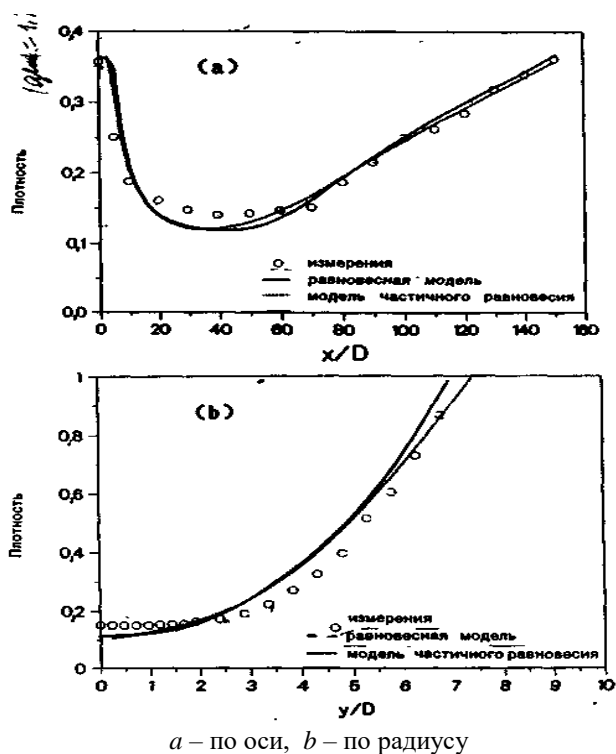 0,4
(a)
0,3
Плотность
0,2
0,1
измерения
равновесная модель
модель частичного равновесия
0,0
0 20 40 60 80 100 120 140 160
x/D
1
(b)
0,8
0,6
Плотность
0,4
0,2
измерения
равновесная модель
модель частичного равновесия
0
0 1 2 3 4 5 6 7 8 9 10
y/D
a – по оси, b – по радиусу